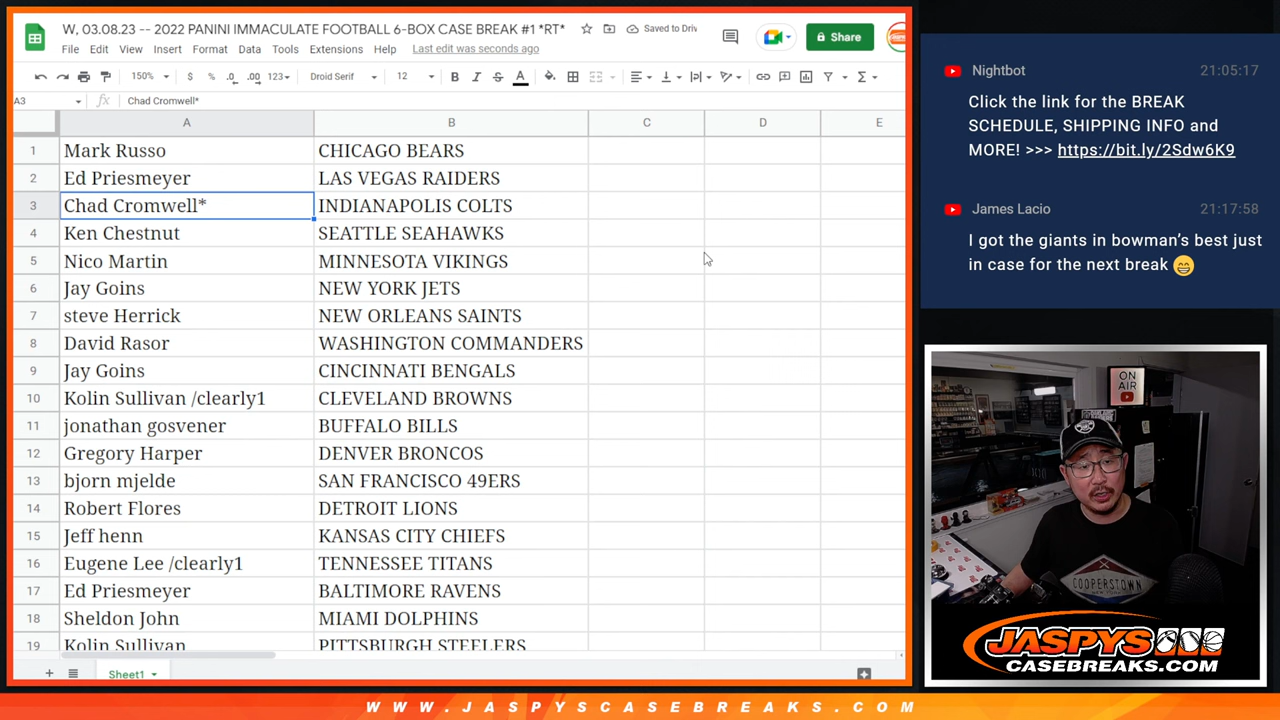 W, 03.08.23 -- 2022 PANINI IMMACULATE FOOTBALL 6-BOX CASE BREAK #1 *RT*
Saved to Driv
Share
File Edit View Insert Format Data Tools Extensions Help Last edit was seconds ago
150% $ % .0 .00 123 Droid Serif 12 B I S A
A3 fx Chad Cromwell*
A B C D E
1 Mark Russo CHICAGO BEARS
2 Ed Priesmeyer LAS VEGAS RAIDERS
3 Chad Cromwell* INDIANAPOLIS COLTS
4 Ken Chestnut SEATTLE SEAHAWKS
5 Nico Martin MINNESOTA VIKINGS
6 Jay Goins NEW YORK JETS
7 steve Herrick NEW ORLEANS SAINTS
8 David Rasor WASHINGTON COMMANDERS
9 Jay Goins CINCINNATI BENGALS
10 Kolin Sullivan /clearly1 CLEVELAND BROWNS
11 jonathan gosvener BUFFALO BILLS
12 Gregory Harper DENVER BRONCOS
13 bjorn mjelde SAN FRANCISCO 49ERS
14 Robert Flores DETROIT LIONS
15 Jeff henn KANSAS CITY CHIEFS
16 Eugene Lee /clearly1 TENNESSEE TITANS
17 Ed Priesmeyer BALTIMORE RAVENS
18 Sheldon John MIAMI DOLPHINS
19 Kolin Sullivan PITTSBURGH STEELERS
Sheet1
Nightbot 21:05:17
Click the link for the BREAK
SCHEDULE, SHIPPING INFO and
MORE! >>> https://bit.ly/2Sdw6K9
James Lacio 21:17:58
I got the giants in bowman's best just
in case for the next break 😁
ON
AIR
COOPERSTOWN
JASPYS
CASEBREAKS.COM
WWW.JASPYSCASEBREAKS.COM